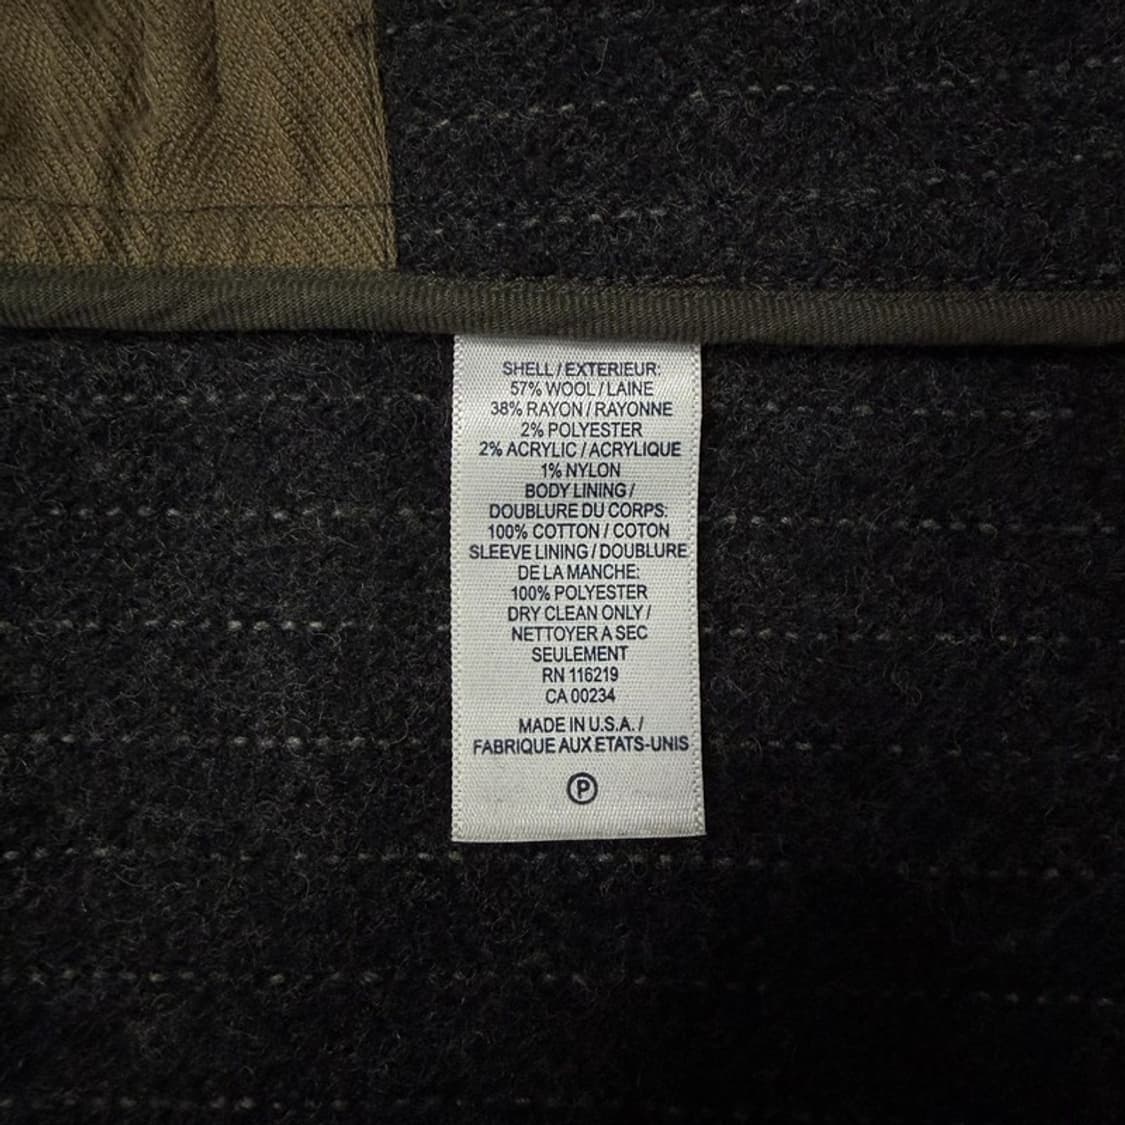 SHELL / EXTERIEUR:
57% WOOL / LAINE
38% RAYON / RAYONNE
2% POLYESTER
2% ACRYLIC / ACRYLIQUE
1% NYLON
BODY LINING /
DOUBLURE DU CORPS:
100% COTTON / COTON
SLEEVE LINING / DOUBLURE
DE LA MANCHE:
100% POLYESTER
DRY CLEAN ONLY /
NETTOYER A SEC
SEULEMENT
RN 116219
CA 00234
MADE IN U.S.A. /
FABRIQUE AUX ETATS-UNIS
P